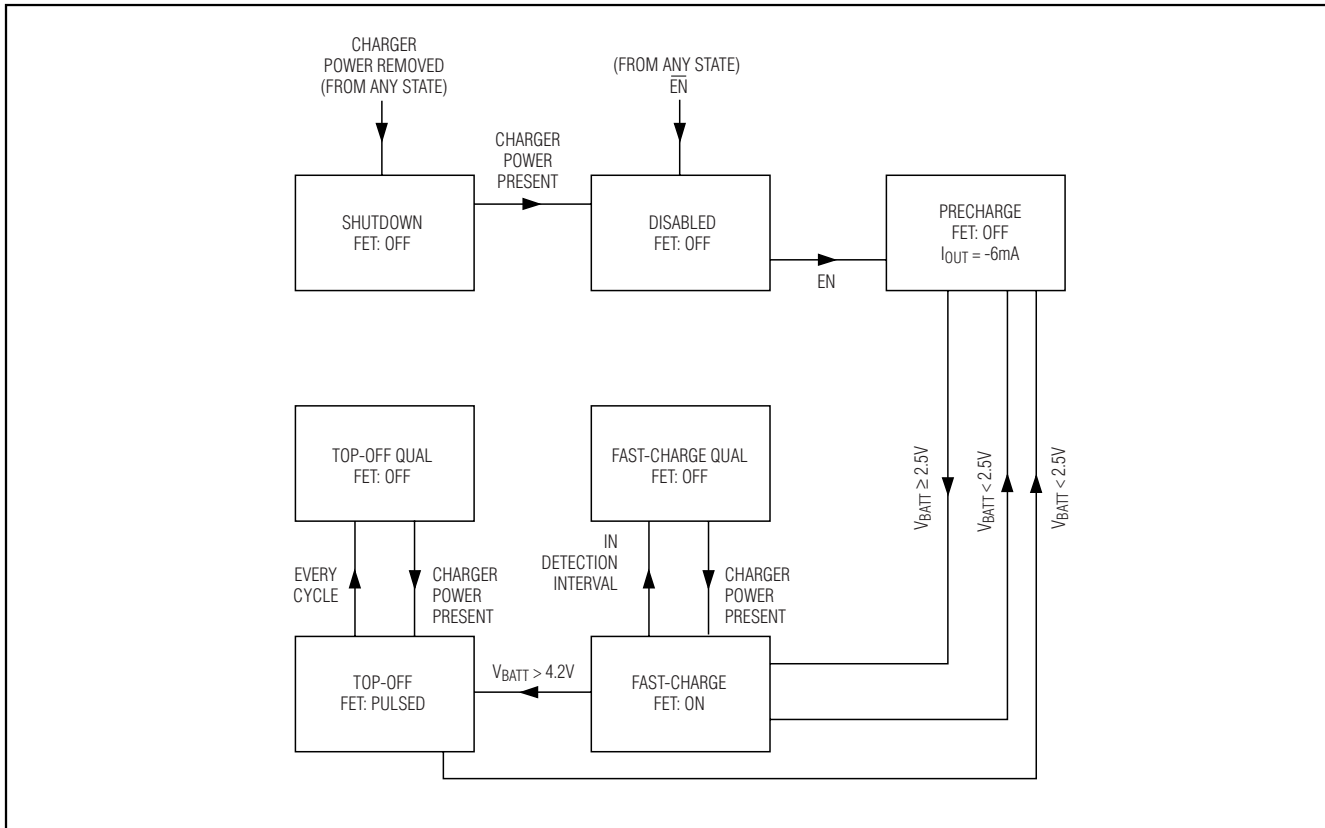 CHARGER
POWER REMOVED
(FROM ANY STATE)
(FROM ANY STATE)
E̅N̅
CHARGER
POWER
PRESENT
SHUTDOWN
FET: OFF
DISABLED
FET: OFF
PRECHARGE
FET: OFF
IOUT = -6mA
EN
TOP-OFF QUAL
FET: OFF
FAST-CHARGE QUAL
FET: OFF
VBATT ≥ 2.5V
VBATT < 2.5V
VBATT < 2.5V
EVERY
CYCLE
CHARGER
POWER
PRESENT
IN
DETECTION
INTERVAL
CHARGER
POWER
PRESENT
TOP-OFF
FET: PULSED
VBATT > 4.2V
FAST-CHARGE
FET: ON